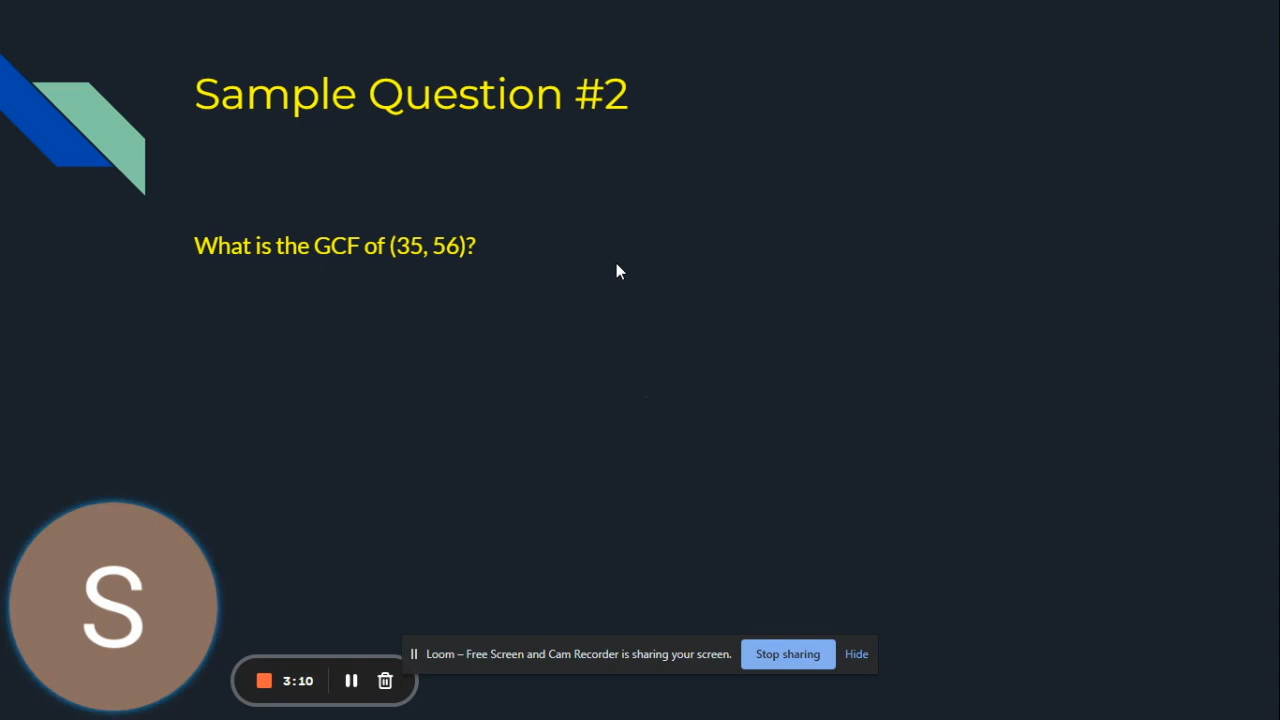 Sample Question #2
What is the GCF of (35, 56)?
S
3:10
Loom – Free Screen and Cam Recorder is sharing your screen.
Stop sharing
Hide